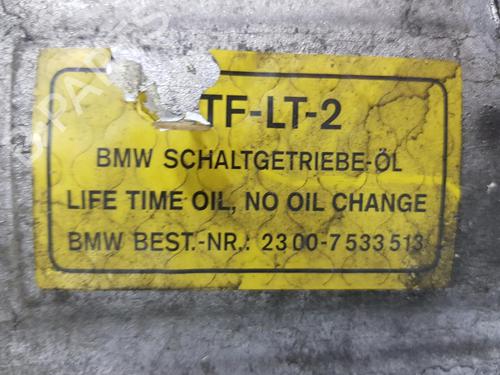 TF-LT-2
BMW SCHALTGETRIEBE-ÖL
LIFE TIME OIL, NO OIL CHANGE
BMW BEST.-NR.: 23 00-7 533 513